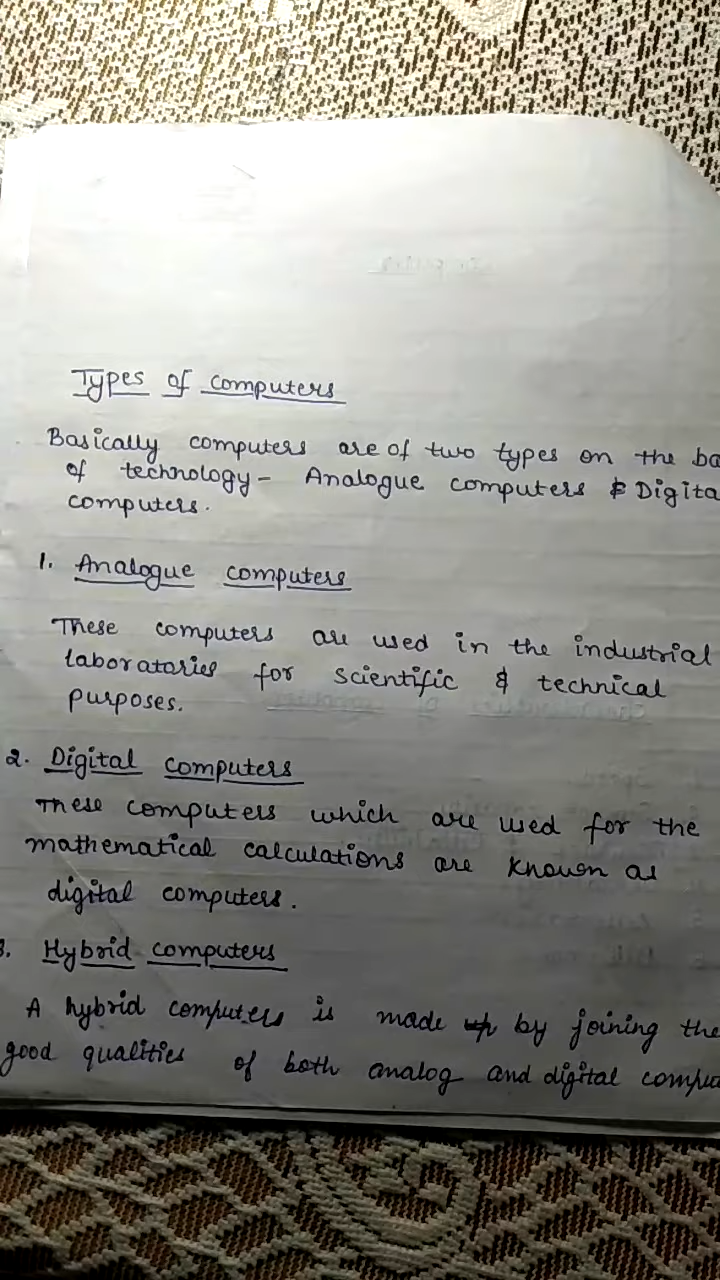 Types of computers
Basically computers are of two types on the ba
of technology - Analogue computers & Digita
computers.
1. Analogue computers
These computers are used in the industrial
laborataries for scientific & technical
purposes.
2. Digital computers
These computers which are used for the
mathematical calculations are known as
digital computers.
3. Hybrid computers
A hybrid computers is made up by joining the
good qualities of both analog and digital compu